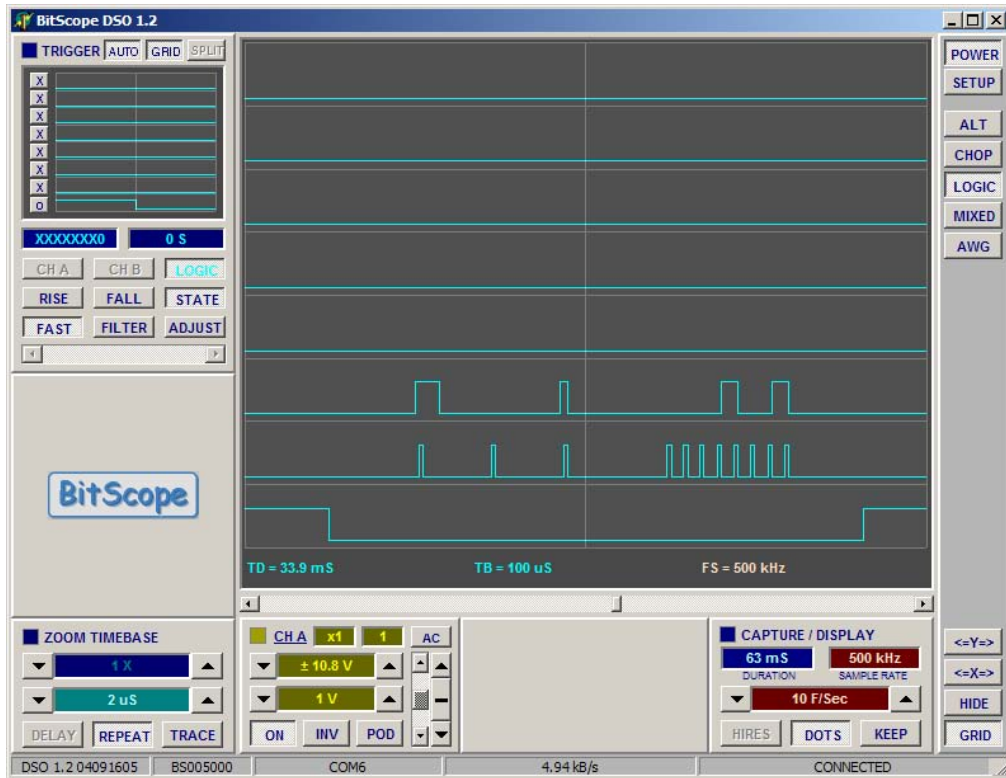 BitScope DSO 1.2
TRIGGER AUTO GRID SPLIT
X
X
X
X
X
X
X
O
XXXXXXX0 0 S
CH A CH B LOGIC
RISE FALL STATE
FAST FILTER ADJUST
BitScope
TD = 33.9 mS TB = 100 uS FS = 500 kHz
POWER
SETUP
ALT
CHOP
LOGIC
MIXED
AWG
ZOOM TIMEBASE
1 X
2 uS
DELAY REPEAT TRACE
CH A x1 1 AC
± 10.8 V
1 V
ON INV POD
CAPTURE / DISPLAY
63 mS 500 kHz
DURATION SAMPLE RATE
10 F/Sec
HIRES DOTS KEEP
<=Y=>
<=X=>
HIDE
GRID
DSO 1.2 04091605 BS005000 COM6 4.94 kB/s CONNECTED